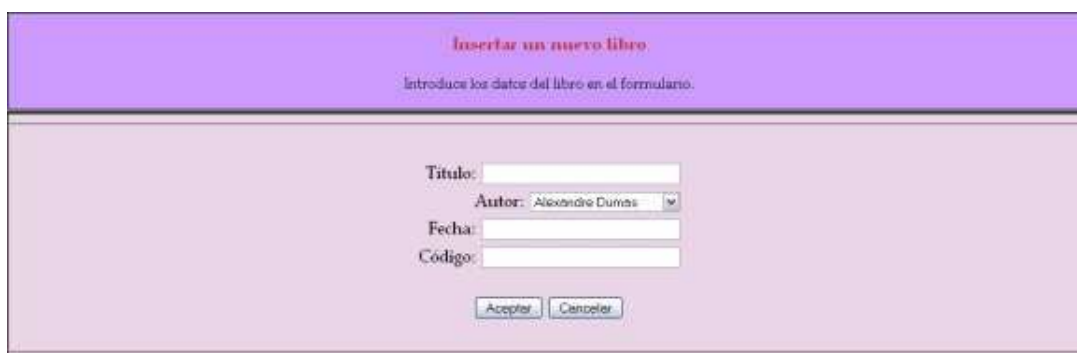 Insertar un nuevo libro
Introduce los datos del libro en el formulario.
Título:
Autor: Alexandre Dumas
Fecha:
Código:
Aceptar Cancelar